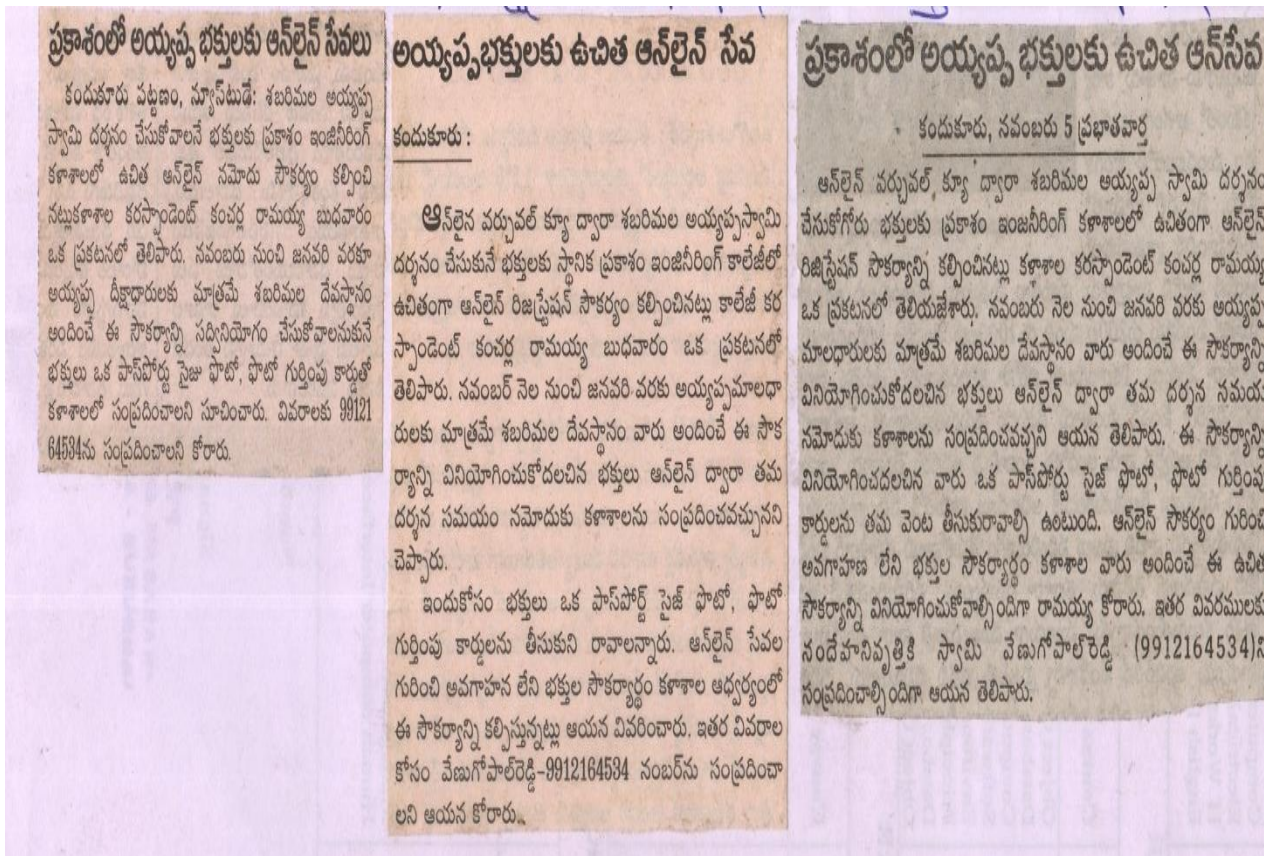 ప్రకాశంలో అయ్యప్ప భక్తులకు ఆన్‌లైన్ సేవలు
కందుకూరు పట్టణం, న్యూస్‌టుడే: శబరిమల అయ్యప్ప
స్వామి దర్శనం చేసుకోవాలనే భక్తులకు ప్రకాశం ఇంజినీరింగ్
కళాశాలలో ఉచిత ఆన్‌లైన్ నమోదు సౌకర్యం కల్పించి
నట్లుకళాశాల కరస్పాండెంట్ కంచర్ల రామయ్య బుధవారం
ఒక ప్రకటనలో తెలిపారు. నవంబరు నుంచి జనవరి వరకూ
అయ్యప్ప దీక్షాధారులకు మాత్రమే శబరిమల దేవస్థానం
అందించే ఈ సౌకర్యాన్ని సద్వినియోగం చేసుకోవాలనుకునే
భక్తులు ఒక పాస్‌పోర్టు సైజు ఫొటో, ఫొటో గుర్తింపు కార్డుతో
కళాశాలలో సంప్రదించాలని సూచించారు. వివరాలకు 99121
64534ను సంప్రదించాలని కోరారు.
అయ్యప్పభక్తులకు ఉచిత ఆన్‌లైన్ సేవ
కందుకూరు :
ఆన్‌లైన వర్చువల్ క్యూ ద్వారా శబరిమల అయ్యప్పస్వామి
దర్శనం చేసుకునే భక్తులకు స్థానిక ప్రకాశం ఇంజినీరింగ్ కాలేజీలో
ఉచితంగా ఆన్‌లైన్ రిజస్ట్రేషన్ సౌకర్యం కల్పించినట్లు కాలేజీ కర
స్పాండెంట్ కంచర్ల రామయ్య బుధవారం ఒక ప్రకటనలో
తెలిపారు. నవంబర్ నెల నుంచి జనవరి వరకు అయ్యప్పమాలధా
రులకు మాత్రమే శబరిమల దేవస్థానం వారు అందించే ఈ సౌక
ర్యాన్ని వినియోగించుకోదలచిన భక్తులు ఆన్‌లైన్ ద్వారా తమ
దర్శన సమయం నమోదుకు కళాశాలను సంప్రదించవచ్చునని
చెప్పారు.
ఇందుకోసం భక్తులు ఒక పాస్‌పోర్ట్ సైజ్ ఫొటో, ఫొటో
గుర్తింపు కార్డులను తీసుకుని రావాలన్నారు. ఆన్‌లైన్ సేవల
గురించి అవగాహన లేని భక్తుల సౌకర్యార్థం కళాశాల ఆధ్వర్యంలో
ఈ సౌకర్యాన్ని కల్పిస్తున్నట్లు ఆయన వివరించారు. ఇతర వివరాల
కోసం వేణుగోపాల్‌రెడ్డి-9912164534 నంబర్‌ను సంప్రదించా
లని ఆయన కోరారు.
ప్రకాశంలో అయ్యప్ప భక్తులకు ఉచిత ఆన్‌సేవ
కందుకూరు, నవంబరు 5 ప్రభాతవార్త
ఆన్‌లైన్ వర్చువల్ క్యూ ద్వారా శబరిమల ఆయ్యప్ప స్వామి దర్శనం
చేసుకోగోరు భక్తులకు ప్రకాశం ఇంజనీరింగ్ కళాశాలలో ఉచితంగా ఆన్‌లైన్
రిజిస్ట్రేషన్ సౌకర్యాన్ని కల్పించినట్లు కళాశాల కరస్పాండెంట్ కంచర్ల రామయ్య
ఒక ప్రకటనలో తెలియజేశారు. నవంబరు నెల నుంచి జనవరి వరకు అయ్యప్ప
మాలధారులకు మాత్రమే శబరిమల దేవస్థానం వారు అందించే ఈ సౌకర్యాన్ని
వినియోగించుకోదలచిన భక్తులు ఆన్‌లైన్ ద్వారా తమ దర్శన సమయ
నమోదుకు కళాశాలను సంప్రదించవచ్చని ఆయన తెలిపారు. ఈ సౌకర్యాన్ని
వినియోగించదలచిన వారు ఒక పాస్‌పోర్టు సైజ్ ఫొటో, ఫొటో గుర్తింపు
కార్డులను తమ వెంట తీసుకురావాల్సి ఉంటుంది. ఆన్‌లైన్ సౌకర్యం గురించి
అవగాహణ లేని భక్తుల సౌకర్యార్థం కళాశాల వారు అందించే ఈ ఉచిత
సౌకర్యాన్ని వినియోగించుకోవాల్సిందిగా రామయ్య కోరారు. ఇతర వివరములకు
సందేహనివృత్తికి స్వామి వేణుగోపాల్‌రెడ్డి (9912164534)ని
సంప్రదించాల్సిందిగా ఆయన తెలిపారు.